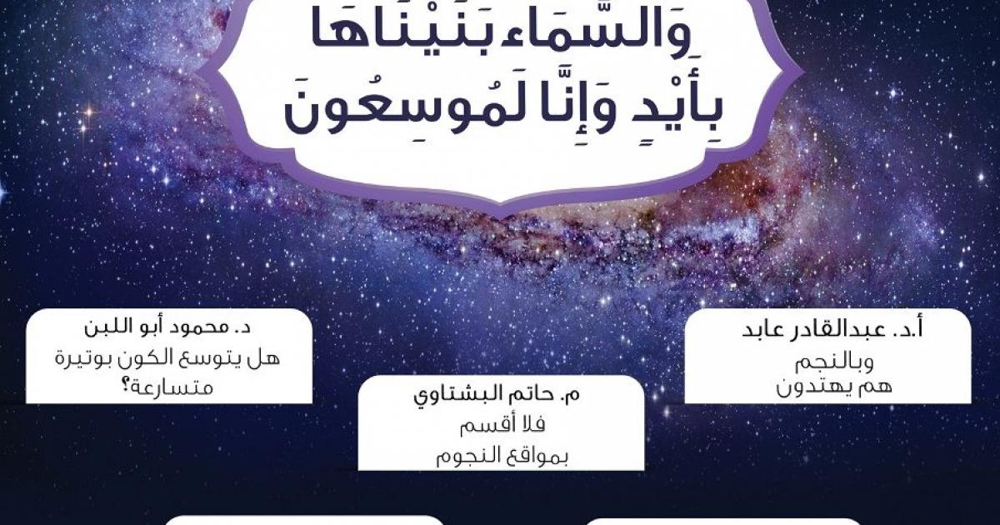 وَالسَّمَاء بَنَيْنَاهَا
بِأَيْدٍ وَإِنَّا لَمُوسِعُونَ
أ.د. عبدالقادر عابد
وبالنجم
هم يهتدون
م. حاتم البشتاوي
فلا أقسم
بمواقع النجوم
د. محمود أبو اللبن
هل يتوسع الكون بوتيرة
متسارعة؟